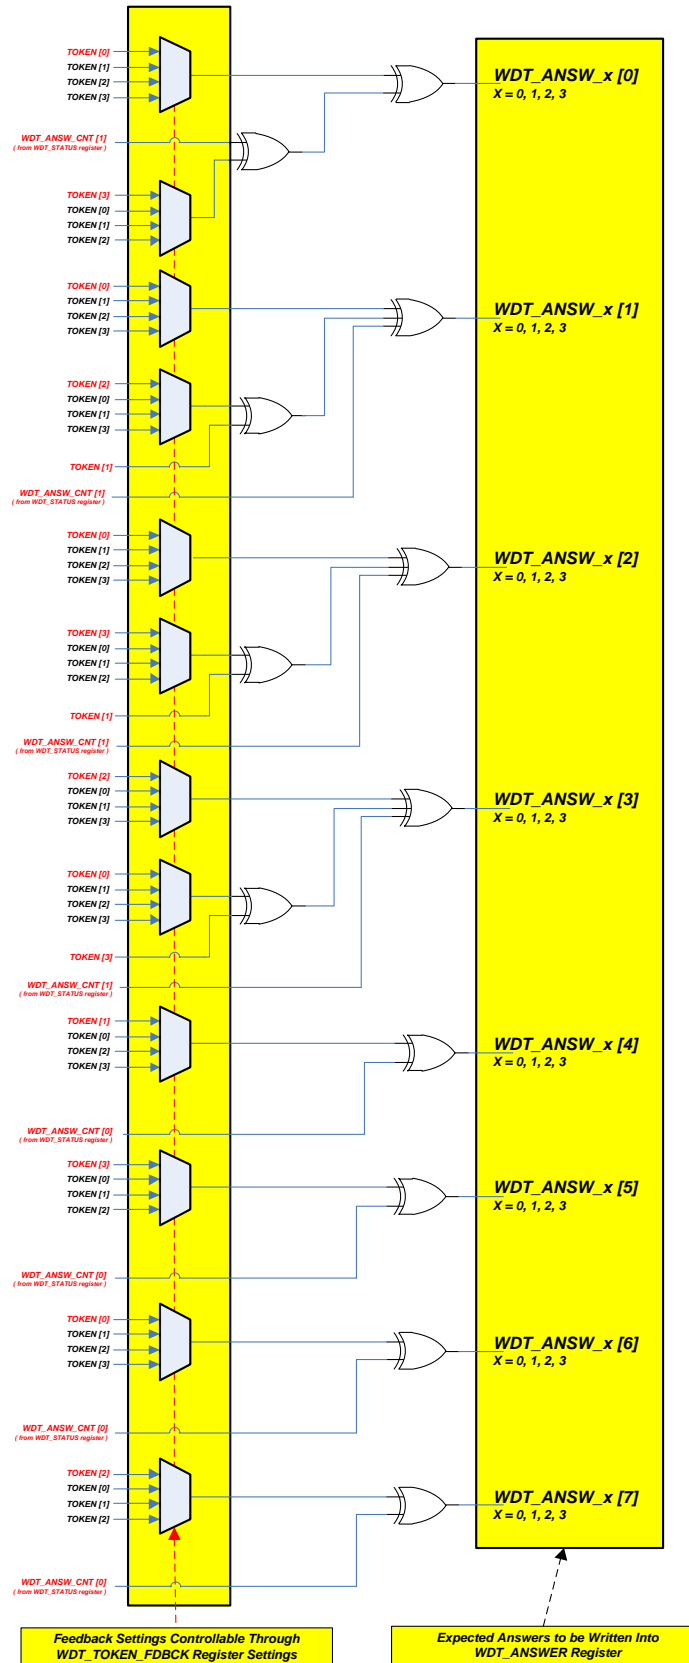 TOKEN [0]
TOKEN [1]
TOKEN [2]
TOKEN [3]
WDT_ANSW_x [0]
X = 0, 1, 2, 3
WDT_ANSW_CNT [1]
( from WDT_STATUS register )
TOKEN [3]
TOKEN [0]
TOKEN [1]
TOKEN [2]
TOKEN [0]
TOKEN [1]
TOKEN [2]
TOKEN [3]
WDT_ANSW_x [1]
X = 0, 1, 2, 3
TOKEN [2]
TOKEN [0]
TOKEN [1]
TOKEN [3]
TOKEN [1]
WDT_ANSW_CNT [1]
( from WDT_STATUS register )
TOKEN [0]
TOKEN [1]
TOKEN [2]
TOKEN [3]
WDT_ANSW_x [2]
X = 0, 1, 2, 3
TOKEN [3]
TOKEN [0]
TOKEN [1]
TOKEN [2]
TOKEN [1]
WDT_ANSW_CNT [1]
( from WDT_STATUS register )
TOKEN [2]
TOKEN [0]
TOKEN [1]
TOKEN [3]
WDT_ANSW_x [3]
X = 0, 1, 2, 3
TOKEN [0]
TOKEN [1]
TOKEN [2]
TOKEN [3]
TOKEN [3]
WDT_ANSW_CNT [1]
( from WDT_STATUS register )
TOKEN [1]
TOKEN [0]
TOKEN [2]
TOKEN [3]
WDT_ANSW_x [4]
X = 0, 1, 2, 3
WDT_ANSW_CNT [0]
( from WDT_STATUS register )
TOKEN [3]
TOKEN [0]
TOKEN [1]
TOKEN [2]
WDT_ANSW_x [5]
X = 0, 1, 2, 3
WDT_ANSW_CNT [0]
( from WDT_STATUS register )
TOKEN [0]
TOKEN [1]
TOKEN [2]
TOKEN [3]
WDT_ANSW_x [6]
X = 0, 1, 2, 3
WDT_ANSW_CNT [0]
( from WDT_STATUS register )
TOKEN [2]
TOKEN [0]
TOKEN [1]
TOKEN [2]
WDT_ANSW_x [7]
X = 0, 1, 2, 3
WDT_ANSW_CNT [0]
( from WDT_STATUS register )
Feedback Settings Controllable Through
WDT_TOKEN_FDBCK Register Settings
Expected Answers to be Written Into
WDT_ANSWER Register